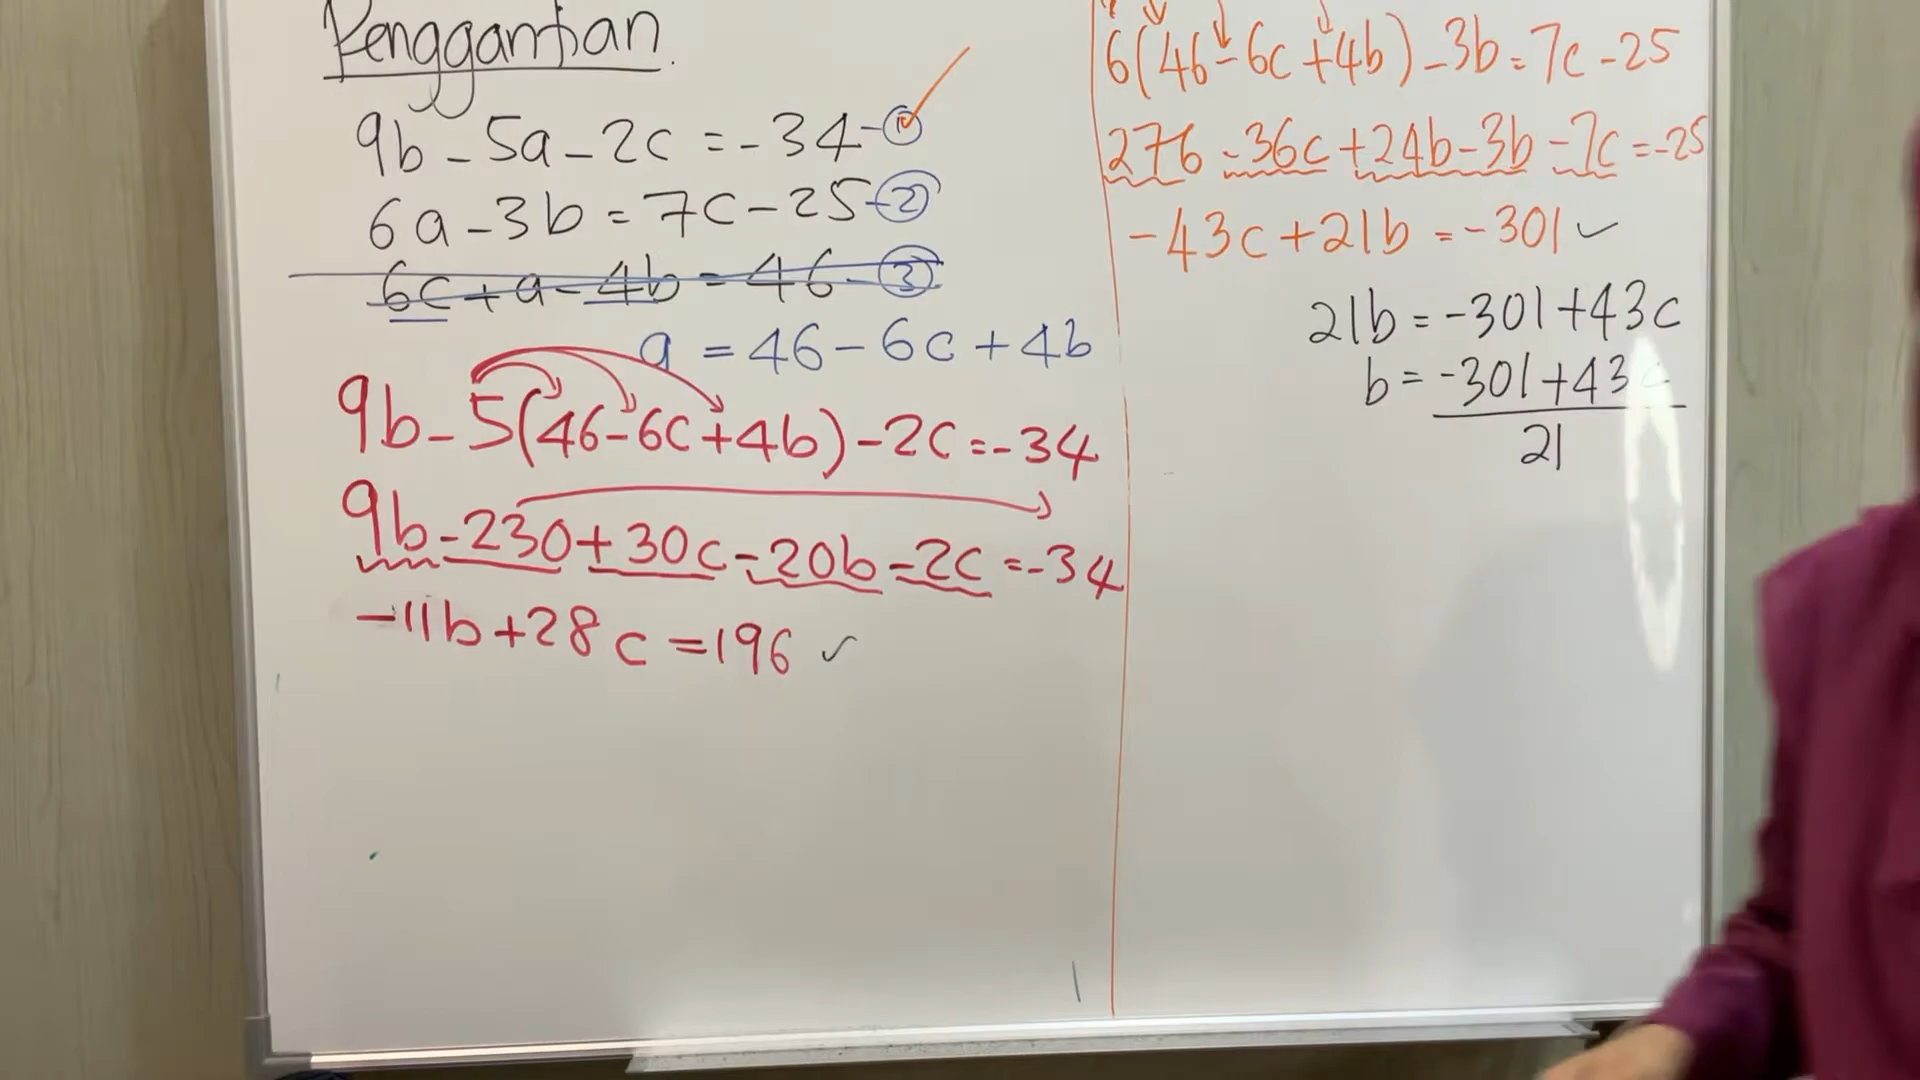 Penggantian.
9b - 5a - 2c = -34 - ①
6a - 3b = 7c - 25 - ②
6c + a - 4b = 46 - ③
a = 46 - 6c + 4b
9b - 5(46 - 6c + 4b) - 2c = -34
9b - 230 + 30c - 20b - 2c = -34
-11b + 28c = 196 ✓
6(46 - 6c + 4b) - 3b = 7c - 25
276 - 36c + 24b - 3b - 7c = -25
-43c + 21b = -301 ✓
21b = -301 + 43c
b = -301 + 43c
21